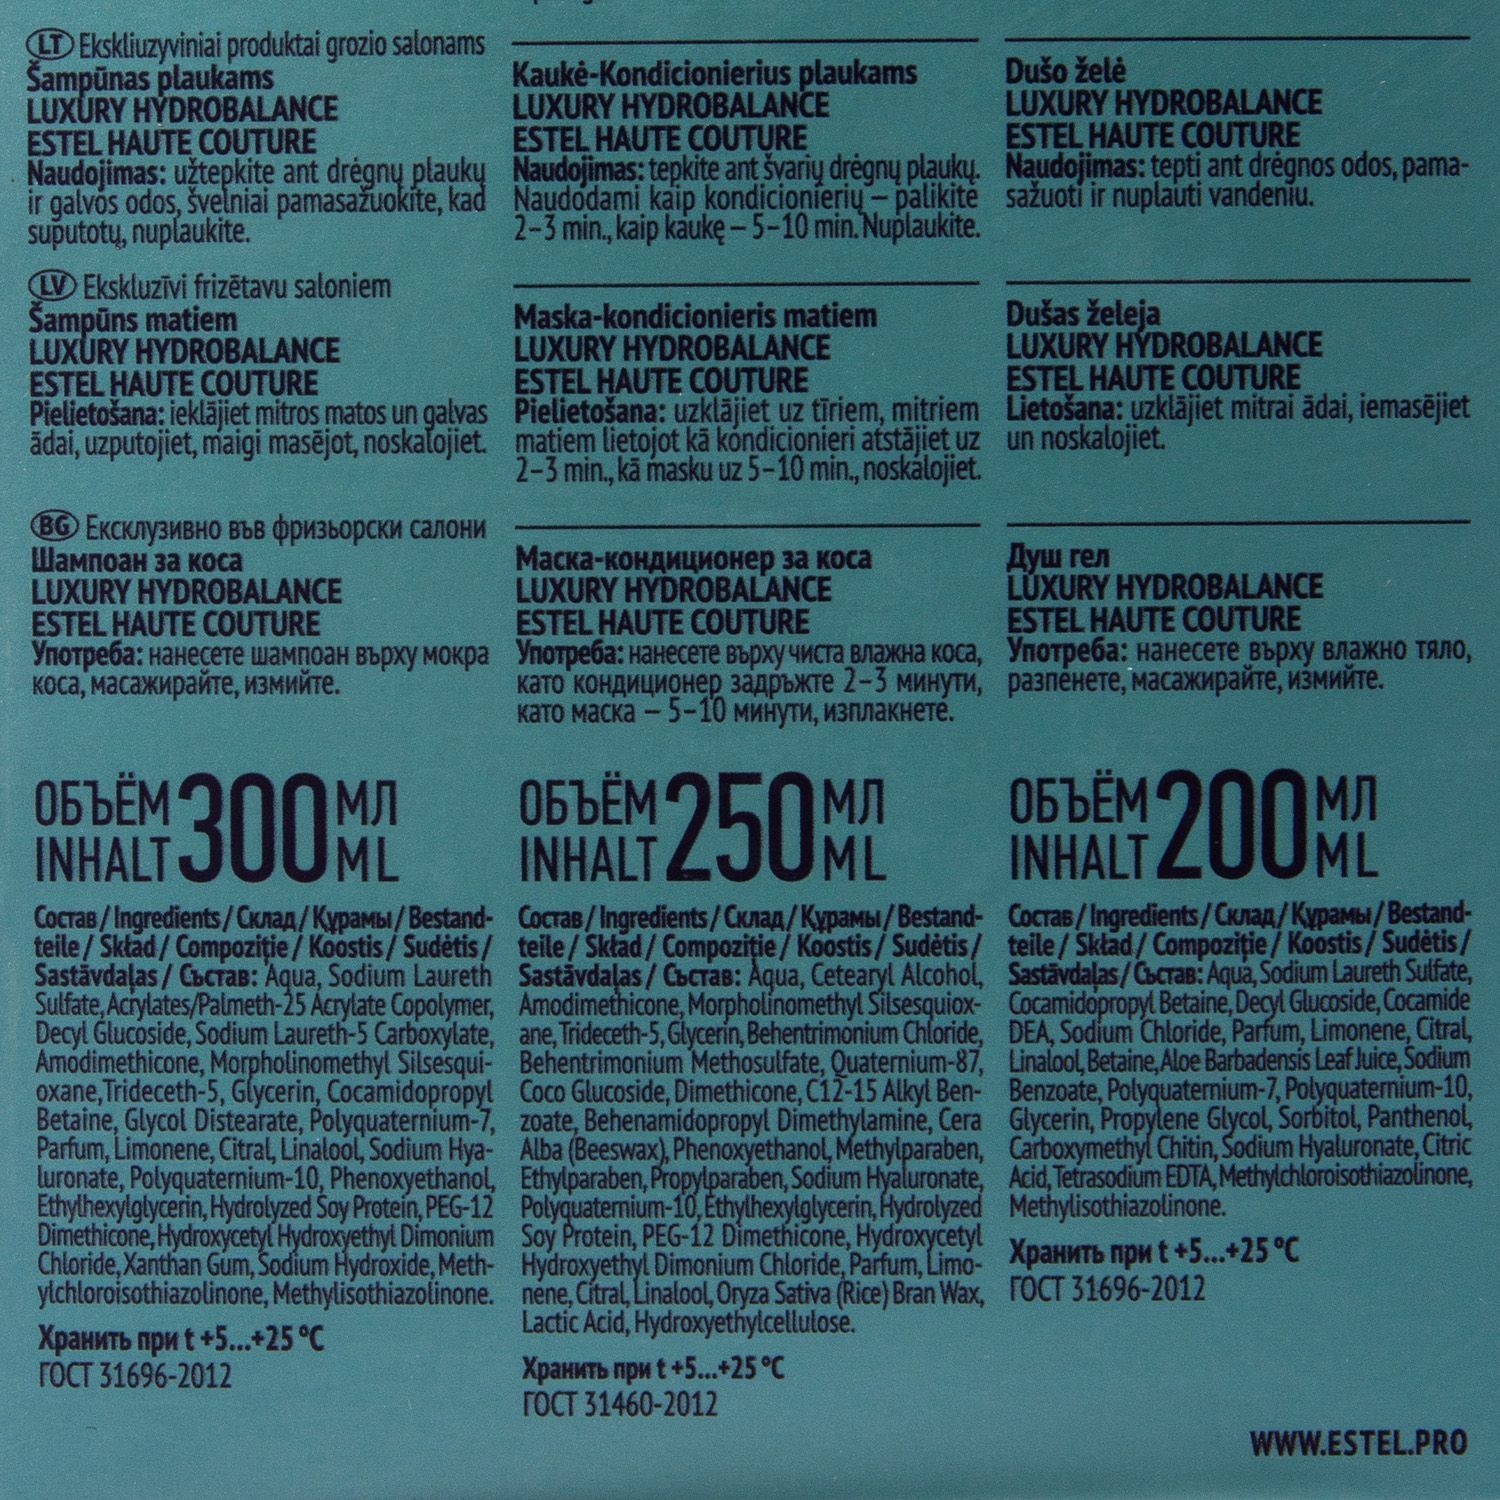 LT Ekskliuzyviniai produktai grozio salonams
Šampūnas plaukams
LUXURY HYDROBALANCE
ESTEL HAUTE COUTURE
Naudojimas: užtepkite ant drėgnų plaukų
ir galvos odos, švelniai pamasažuokite, kad
suputotų, nuplaukite.
Kaukė-Kondicionierius plaukams
LUXURY HYDROBALANCE
ESTEL HAUTE COUTURE
Naudojimas: tepkite ant švarių drėgnų plaukų.
Naudodami kaip kondicionierių – palikite
2–3 min., kaip kaukę – 5–10 min. Nuplaukite.
Dušo želė
LUXURY HYDROBALANCE
ESTEL HAUTE COUTURE
Naudojimas: tepti ant drėgnos odos, pama-
sažuoti ir nuplauti vandeniu.
LV Ekskluzīvi frizētavu saloniem
Šampūns matiem
LUXURY HYDROBALANCE
ESTEL HAUTE COUTURE
Pielietošana: ieklājiet mitros matos un galvas
ādai, uzputojiet, maigi masējot, noskalojiet.
Maska-kondicionieris matiem
LUXURY HYDROBALANCE
ESTEL HAUTE COUTURE
Pielietošana: uzklājiet uz tīriem, mitriem
matiem lietojot kā kondicionieri atstājiet uz
2–3 min., kā masku uz 5–10 min., noskalojiet.
Dušas želeja
LUXURY HYDROBALANCE
ESTEL HAUTE COUTURE
Lietošana: uzklājiet mitrai ādai, iemasējiet
un noskalojiet.
BG Ексклузивно във фризьорски салони
Шампоан за коса
LUXURY HYDROBALANCE
ESTEL HAUTE COUTURE
Употреба: нанесете шампоан върху мокра
коса, масажирайте, измийте.
Маска-кондиционер за коса
LUXURY HYDROBALANCE
ESTEL HAUTE COUTURE
Употреба: нанесете върху чиста влажна коса,
като кондиционер задръжте 2–3 минути,
като маска – 5–10 минути, изплакнете.
Душ гел
LUXURY HYDROBALANCE
ESTEL HAUTE COUTURE
Употреба: нанесете върху влажно тяло,
разпенете, масажирайте, измийте.
ОБЪЁМ 300 МЛ
INHALT ML
ОБЪЁМ 250 МЛ
INHALT ML
ОБЪЁМ 200 МЛ
INHALT ML
Состав / Ingredients / Склад / Құрамы / Bestand-
teile / Skład / Compoziţie / Koostis / Sudėtis /
Sastāvdaļas / Състав: Aqua, Sodium Laureth
Sulfate, Acrylates/Palmeth-25 Acrylate Copolymer,
Decyl Glucoside, Sodium Laureth-5 Carboxylate,
Amodimethicone, Morpholinomethyl Silsesqui-
oxane, Trideceth-5, Glycerin, Cocamidopropyl
Betaine, Glycol Distearate, Polyquaternium-7,
Parfum, Limonene, Citral, Linalool, Sodium Hya-
luronate, Polyquaternium-10, Phenoxyethanol,
Ethylhexylglycerin, Hydrolyzed Soy Protein, PEG-12
Dimethicone, Hydroxycetyl Hydroxyethyl Dimonium
Chloride, Xanthan Gum, Sodium Hydroxide, Meth-
ylchloroisothiazolinone, Methylisothiazolinone.
Хранить при t +5...+25 °C
ГОСТ 31696-2012
Состав / Ingredients / Склад / Құрамы / Bestand-
teile / Skład / Compoziţie / Koostis / Sudėtis /
Sastāvdaļas / Състав: Aqua, Cetearyl Alcohol,
Amodimethicone, Morpholinomethyl Silsesquiox-
ane, Trideceth-5, Glycerin, Behentrimonium Chloride,
Behentrimonium Methosulfate, Quaternium-87,
Coco Glucoside, Dimethicone, C12-15 Alkyl Ben-
zoate, Behenamidopropyl Dimethylamine, Cera
Alba (Beeswax), Phenoxyethanol, Methylparaben,
Ethylparaben, Propylparaben, Sodium Hyaluronate,
Polyquaternium-10, Ethylhexylglycerin, Hydrolyzed
Soy Protein, PEG-12 Dimethicone, Hydroxycetyl
Hydroxyethyl Dimonium Chloride, Parfum, Limo-
nene, Citral, Linalool, Oryza Sativa (Rice) Bran Wax,
Lactic Acid, Hydroxyethylcellulose.
Хранить при t +5...+25 °C
ГОСТ 31460-2012
Состав / Ingredients / Склад / Құрамы / Bestand-
teile / Skład / Compoziţie / Koostis / Sudėtis /
Sastāvdaļas / Състав: Aqua, Sodium Laureth Sulfate,
Cocamidopropyl Betaine, Decyl Glucoside, Cocamide
DEA, Sodium Chloride, Parfum, Limonene, Citral,
Linalool, Betaine, Aloe Barbadensis Leaf Juice, Sodium
Benzoate, Polyquaternium-7, Polyquaternium-10,
Glycerin, Propylene Glycol, Sorbitol, Panthenol,
Carboxymethyl Chitin, Sodium Hyaluronate, Citric
Acid, Tetrasodium EDTA, Methylchloroisothiazolinone,
Methylisothiazolinone.
Хранить при t +5...+25 °C
ГОСТ 31696-2012
WWW.ESTEL.PRO